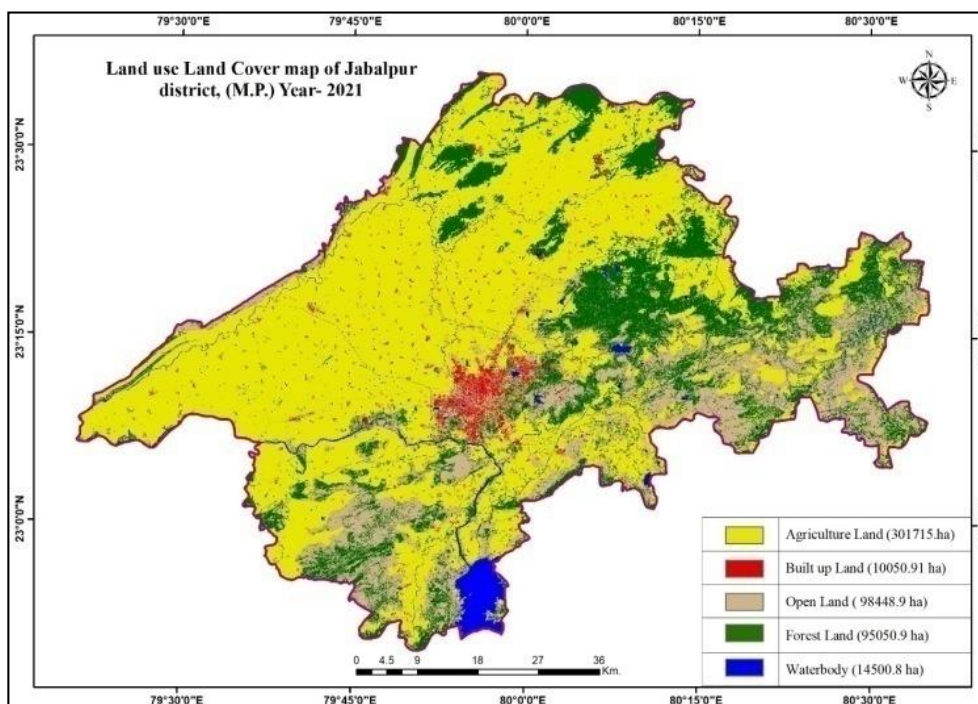 79°30'0"E 79°45'0"E 80°0'0"E 80°15'0"E 80°30'0"E
Land use Land Cover map of Jabalpur
district, (M.P.) Year- 2021
N
W E
S
23°30'0"N
23°15'0"N
23°0'0"N
Agriculture Land (301715.ha)
Built up Land (10050.91 ha)
Open Land ( 98448.9 ha)
Forest Land (95050.9 ha)
Waterbody (14500.8 ha)
0 4.5 9 18 27 36
Km.
79°30'0"E 79°45'0"E 80°0'0"E 80°15'0"E 80°30'0"E